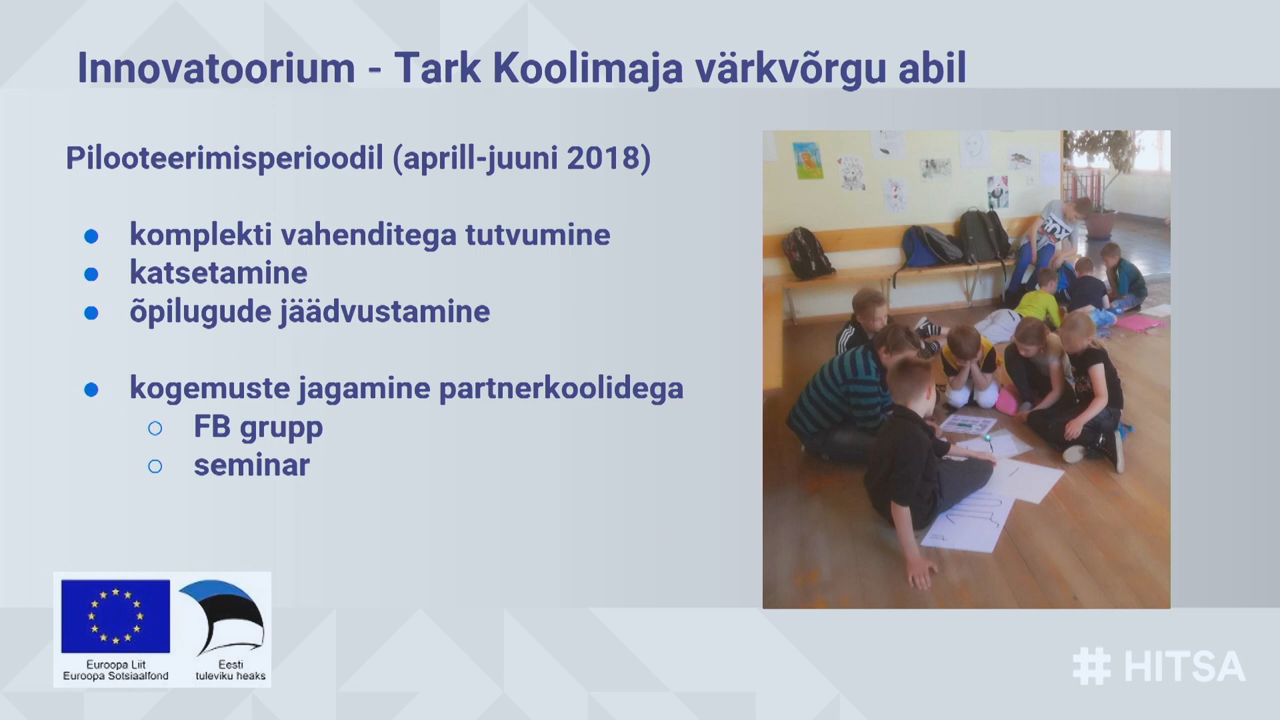 Innovatoorium - Tark Koolimaja värkvõrgu abil
Pilooteerimisperioodil (aprill-juuni 2018)
● komplekti vahenditega tutvumine
● katsetamine
● õpilugude jäädvustamine
● kogemuste jagamine partnerkoolidega
○ FB grupp
○ seminar
Euroopa Liit
Euroopa Sotsiaalfond
Eesti
tuleviku heaks
# HITSA